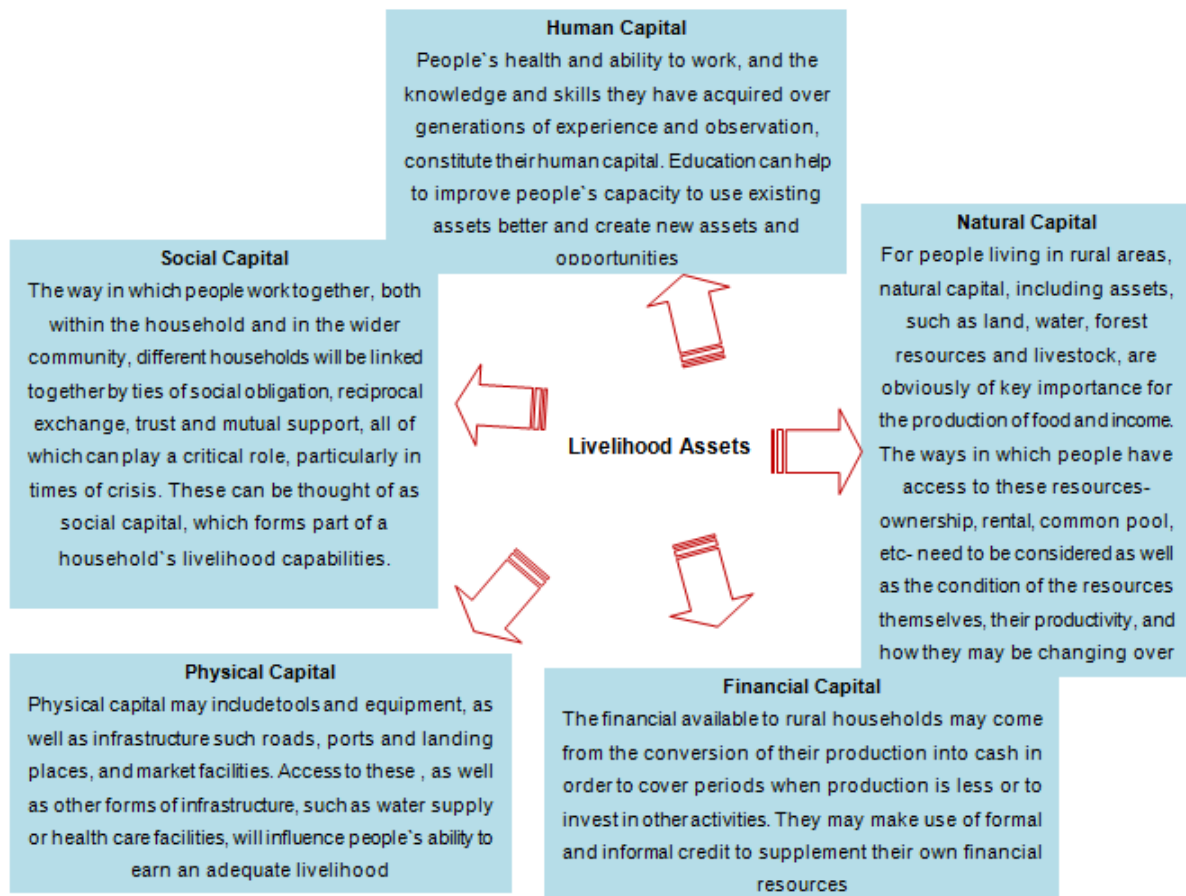 Human Capital
People`s health and ability to work, and the
knowledge and skills they have acquired over
generations of experience and observation,
constitute their human capital. Education can help
to improve people`s capacity to use existing
assets better and create new assets and
opportunities
Social Capital
The way in which people work together, both
within the household and in the wider
community, different households will be linked
together by ties of social obligation, reciprocal
exchange, trust and mutual support, all of
which can play a critical role, particularly in
times of crisis. These can be thought of as
social capital, which forms part of a
household`s livelihood capabilities.
Natural Capital
For people living in rural areas,
natural capital, including assets,
such as land, water, forest
resources and livestock, are
obviously of key importance for
the production of food and income.
The ways in which people have
access to these resources-
ownership, rental, common pool,
etc- need to be considered as well
as the condition of the resources
themselves, their productivity, and
how they may be changing over
Livelihood Assets
Physical Capital
Physical capital may include tools and equipment, as
well as infrastructure such roads, ports and landing
places, and market facilities. Access to these , as well
as other forms of infrastructure, such as water supply
or health care facilities, will influence people`s ability to
earn an adequate livelihood
Financial Capital
The financial available to rural households may come
from the conversion of their production into cash in
order to cover periods when production is less or to
invest in other activities. They may make use of formal
and informal credit to supplement their own financial
resources